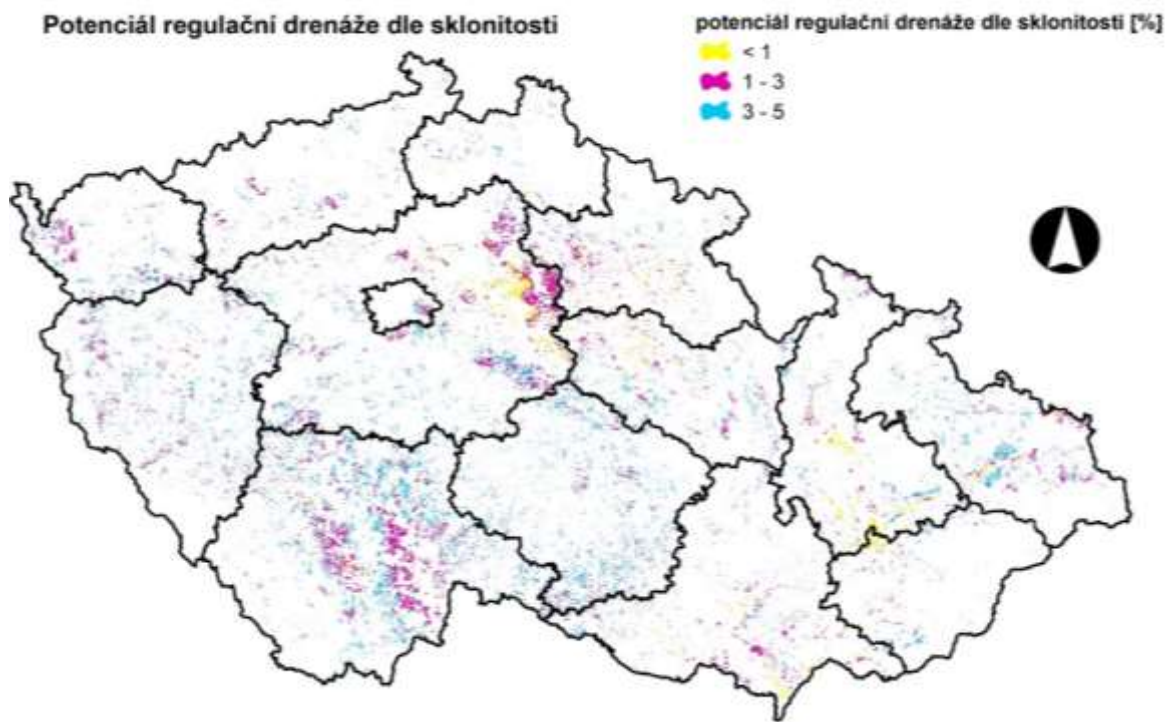 Potenciál regulační drenáže dle sklonitosti
potenciál regulační drenáže dle sklonitosti [%]
< 1
1 - 3
3 - 5